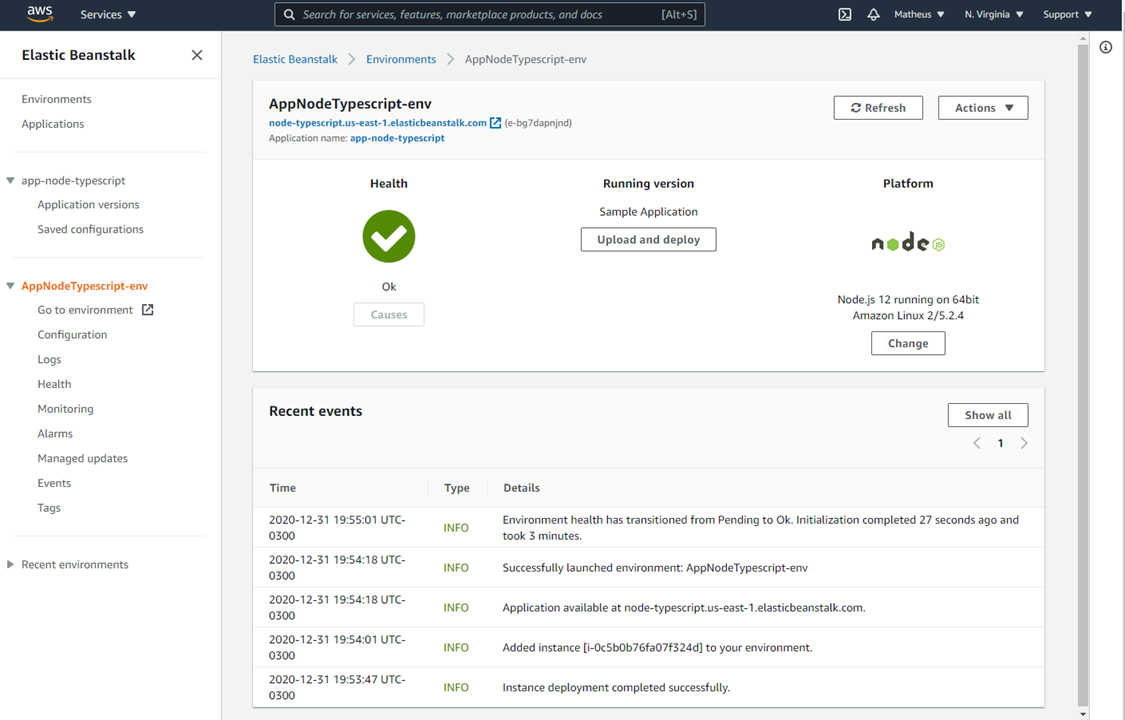 aws
Services ▼
Search for services, features, marketplace products, and docs
[Alt+S]
Matheus ▼
N. Virginia ▼
Support ▼
Elastic Beanstalk
Environments
Applications
app-node-typescript
Application versions
Saved configurations
AppNodeTypescript-env
Go to environment
Configuration
Logs
Health
Monitoring
Alarms
Managed updates
Events
Tags
Recent environments
Elastic Beanstalk > Environments > AppNodeTypescript-env
AppNodeTypescript-env
node-typescript.us-east-1.elasticbeanstalk.com (e-bg7dapnjnd)
Application name: app-node-typescript
Refresh
Actions ▼
Health
Ok
Causes
Running version
Sample Application
Upload and deploy
Platform
node JS
Node.js 12 running on 64bit
Amazon Linux 2/5.2.4
Change
Recent events
Show all
1
Time Type Details
2020-12-31 19:55:01 UTC-
0300
INFO
Environment health has transitioned from Pending to Ok. Initialization completed 27 seconds ago and
took 3 minutes.
2020-12-31 19:54:18 UTC-
0300
INFO
Successfully launched environment: AppNodeTypescript-env
2020-12-31 19:54:18 UTC-
0300
INFO
Application available at node-typescript.us-east-1.elasticbeanstalk.com.
2020-12-31 19:54:01 UTC-
0300
INFO
Added instance [i-0c5b0b76fa07f324d] to your environment.
2020-12-31 19:53:47 UTC-
0300
INFO
Instance deployment completed successfully.